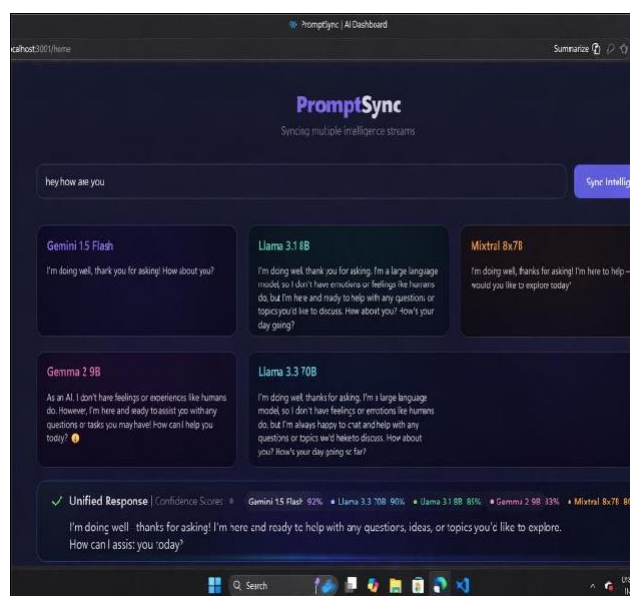 PromptSync | AI Dashboard
calhost:3001/home
Summarize
PromptSync
Syncing multiple intelligence streams
hey how are you
Sync Intellig
Gemini 1.5 Flash
I'm doing well, thank you for asking! How about you?
Llama 3.1 8B
I'm doing well, thank you for asking. I'm a large language
model, so I don't have emotions or feelings like humans
do, but I'm here and ready to help with any questions or
topics you'd like to discuss. How about you? How's your
day going?
Mixtral 8x7B
I'm doing well, thanks for asking! I'm here to help –
would you like to explore today?
Gemma 2 9B
As an AI, I don't have feelings or experiences like humans
do. However, I'm here and ready to assist you with any
questions or tasks you may have! How can I help you
today?
Llama 3.3 70B
I'm doing well, thanks for asking. I'm a large language
model, so I don't have feelings or emotions like humans
do, but I'm always happy to chat and help with any
questions or topics to discuss. How about
you? How's your day going so far?
Unified Response | Confidence Scores: Gemini 1.5 Flash 92% Llama 3.3 70B 90% Llama 3.1 8B 85% Gemma 2 9B 33% Mixtral 8x7B
I'm doing well thanks for asking! I'm here and ready to help with any questions, ideas, or topics you'd like to explore.
How can I assist you today?
Search